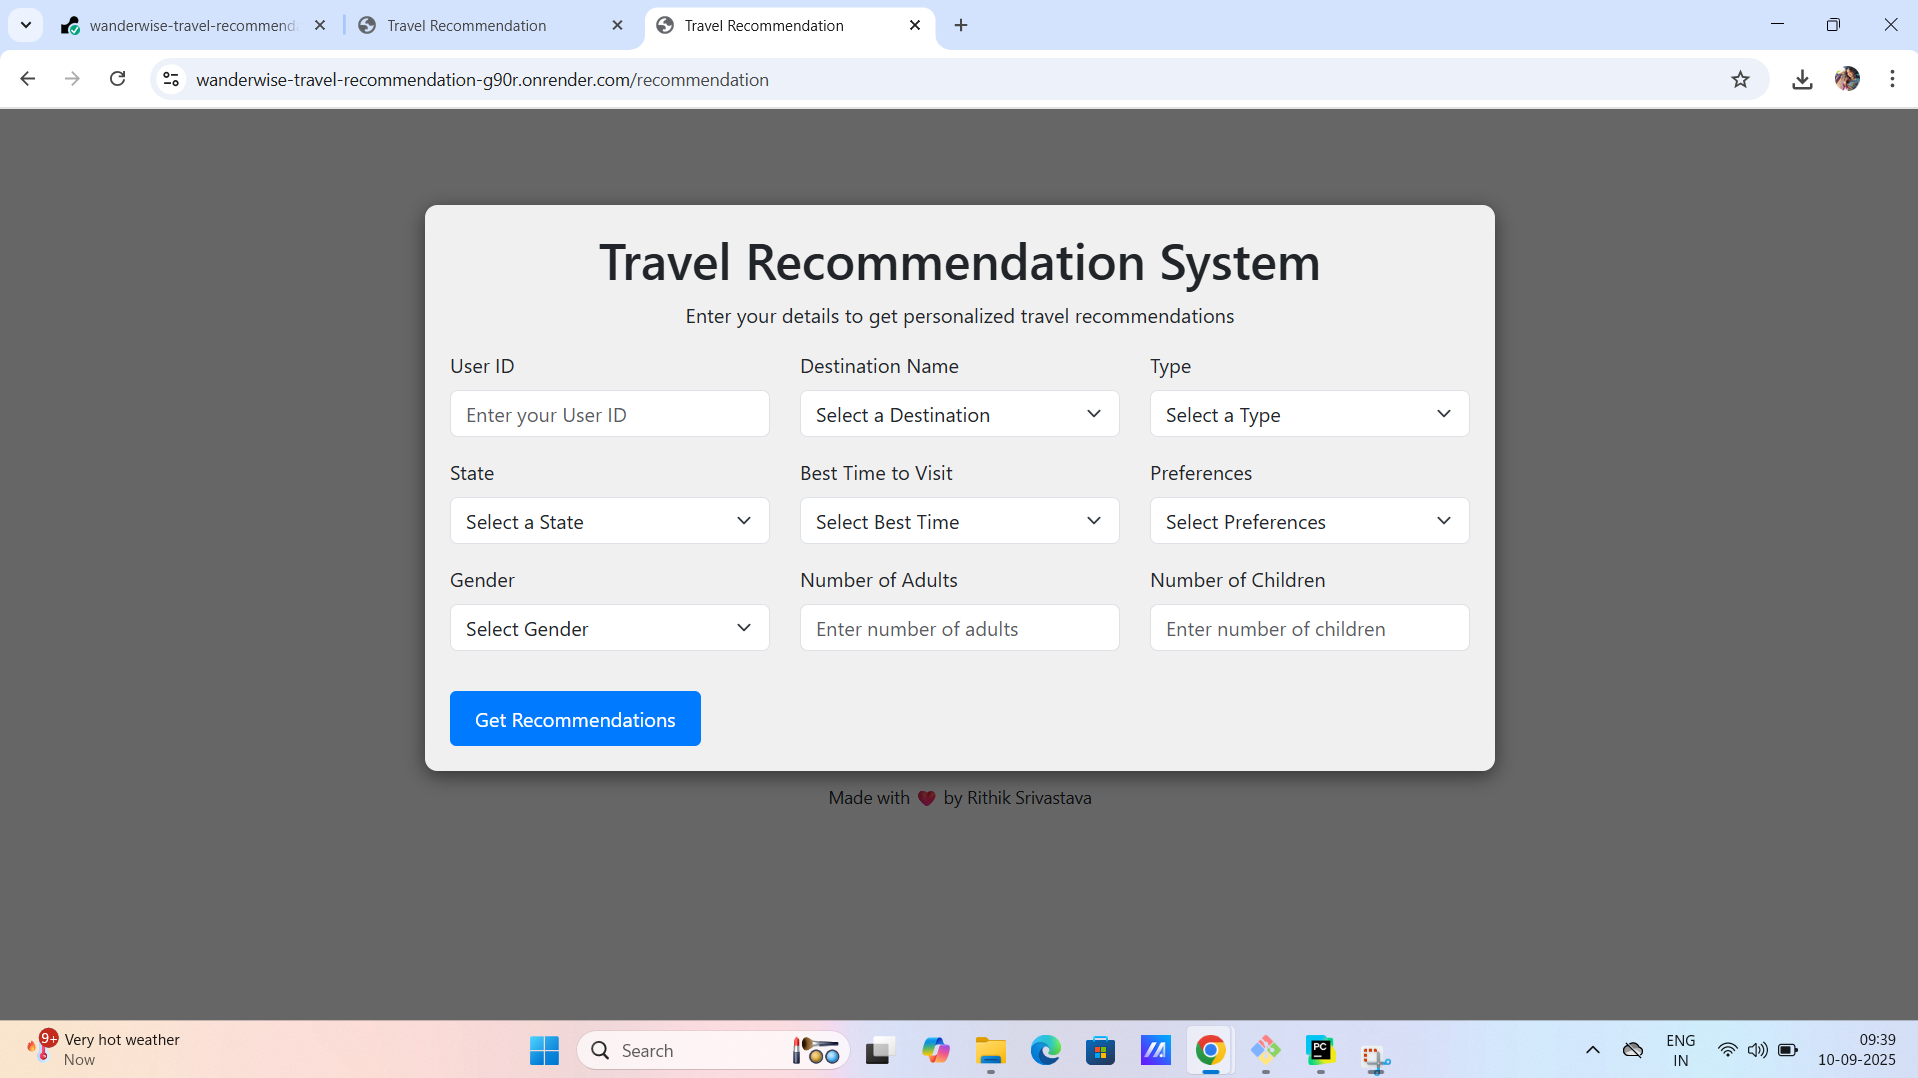 wanderwise-travel-recommend
Travel Recommendation
Travel Recommendation
wanderwise-travel-recommendation-g90r.onrender.com/recommendation
Travel Recommendation System
Enter your details to get personalized travel recommendations
User ID
Destination Name
Type
Enter your User ID
Select a Destination
Select a Type
State
Best Time to Visit
Preferences
Select a State
Select Best Time
Select Preferences
Gender
Number of Adults
Number of Children
Select Gender
Enter number of adults
Enter number of children
Get Recommendations
Made with ❤ by Rithik Srivastava
9+
Very hot weather
Now
Search
PC
ENG
IN
09:39
10-09-2025